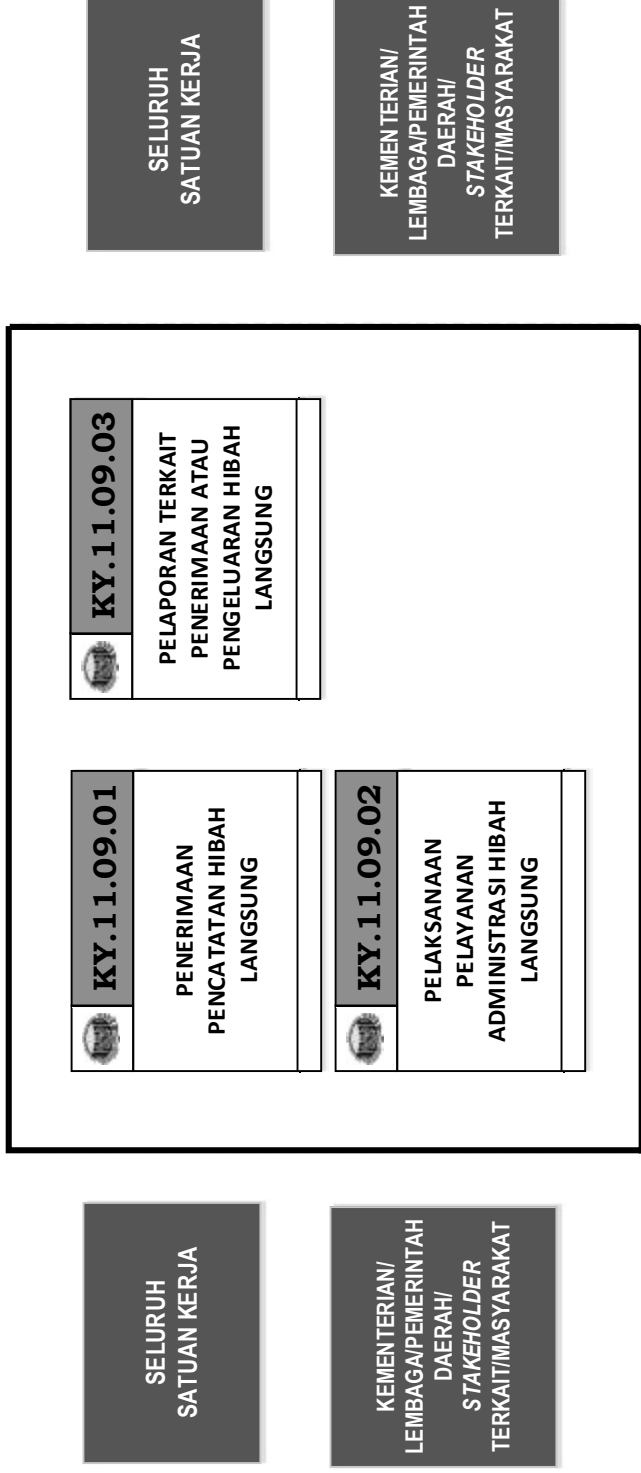 SELURUH
SATUAN KERJA
KEMENTERIAN/
LEMBAGA/PEMERINTAH
DAERAH/
STAKEHOLDER
TERKAIT/MASYARAKAT
KY.11.09.01
PENERIMAAN
PENCATATAN HIBAH
LANGSUNG
KY.11.09.02
PELAKSANAAN
PELAYANAN
ADMINISTRASI HIBAH
LANGSUNG
KY.11.09.03
PELAPORAN TERKAIT
PENERIMAAN ATAU
PENGELUARAN HIBAH
LANGSUNG
SELURUH
SATUAN KERJA
KEMENTERIAN/
LEMBAGA/PEMERINTAH
DAERAH/
STAKEHOLDER
TERKAIT/MASYARAKAT